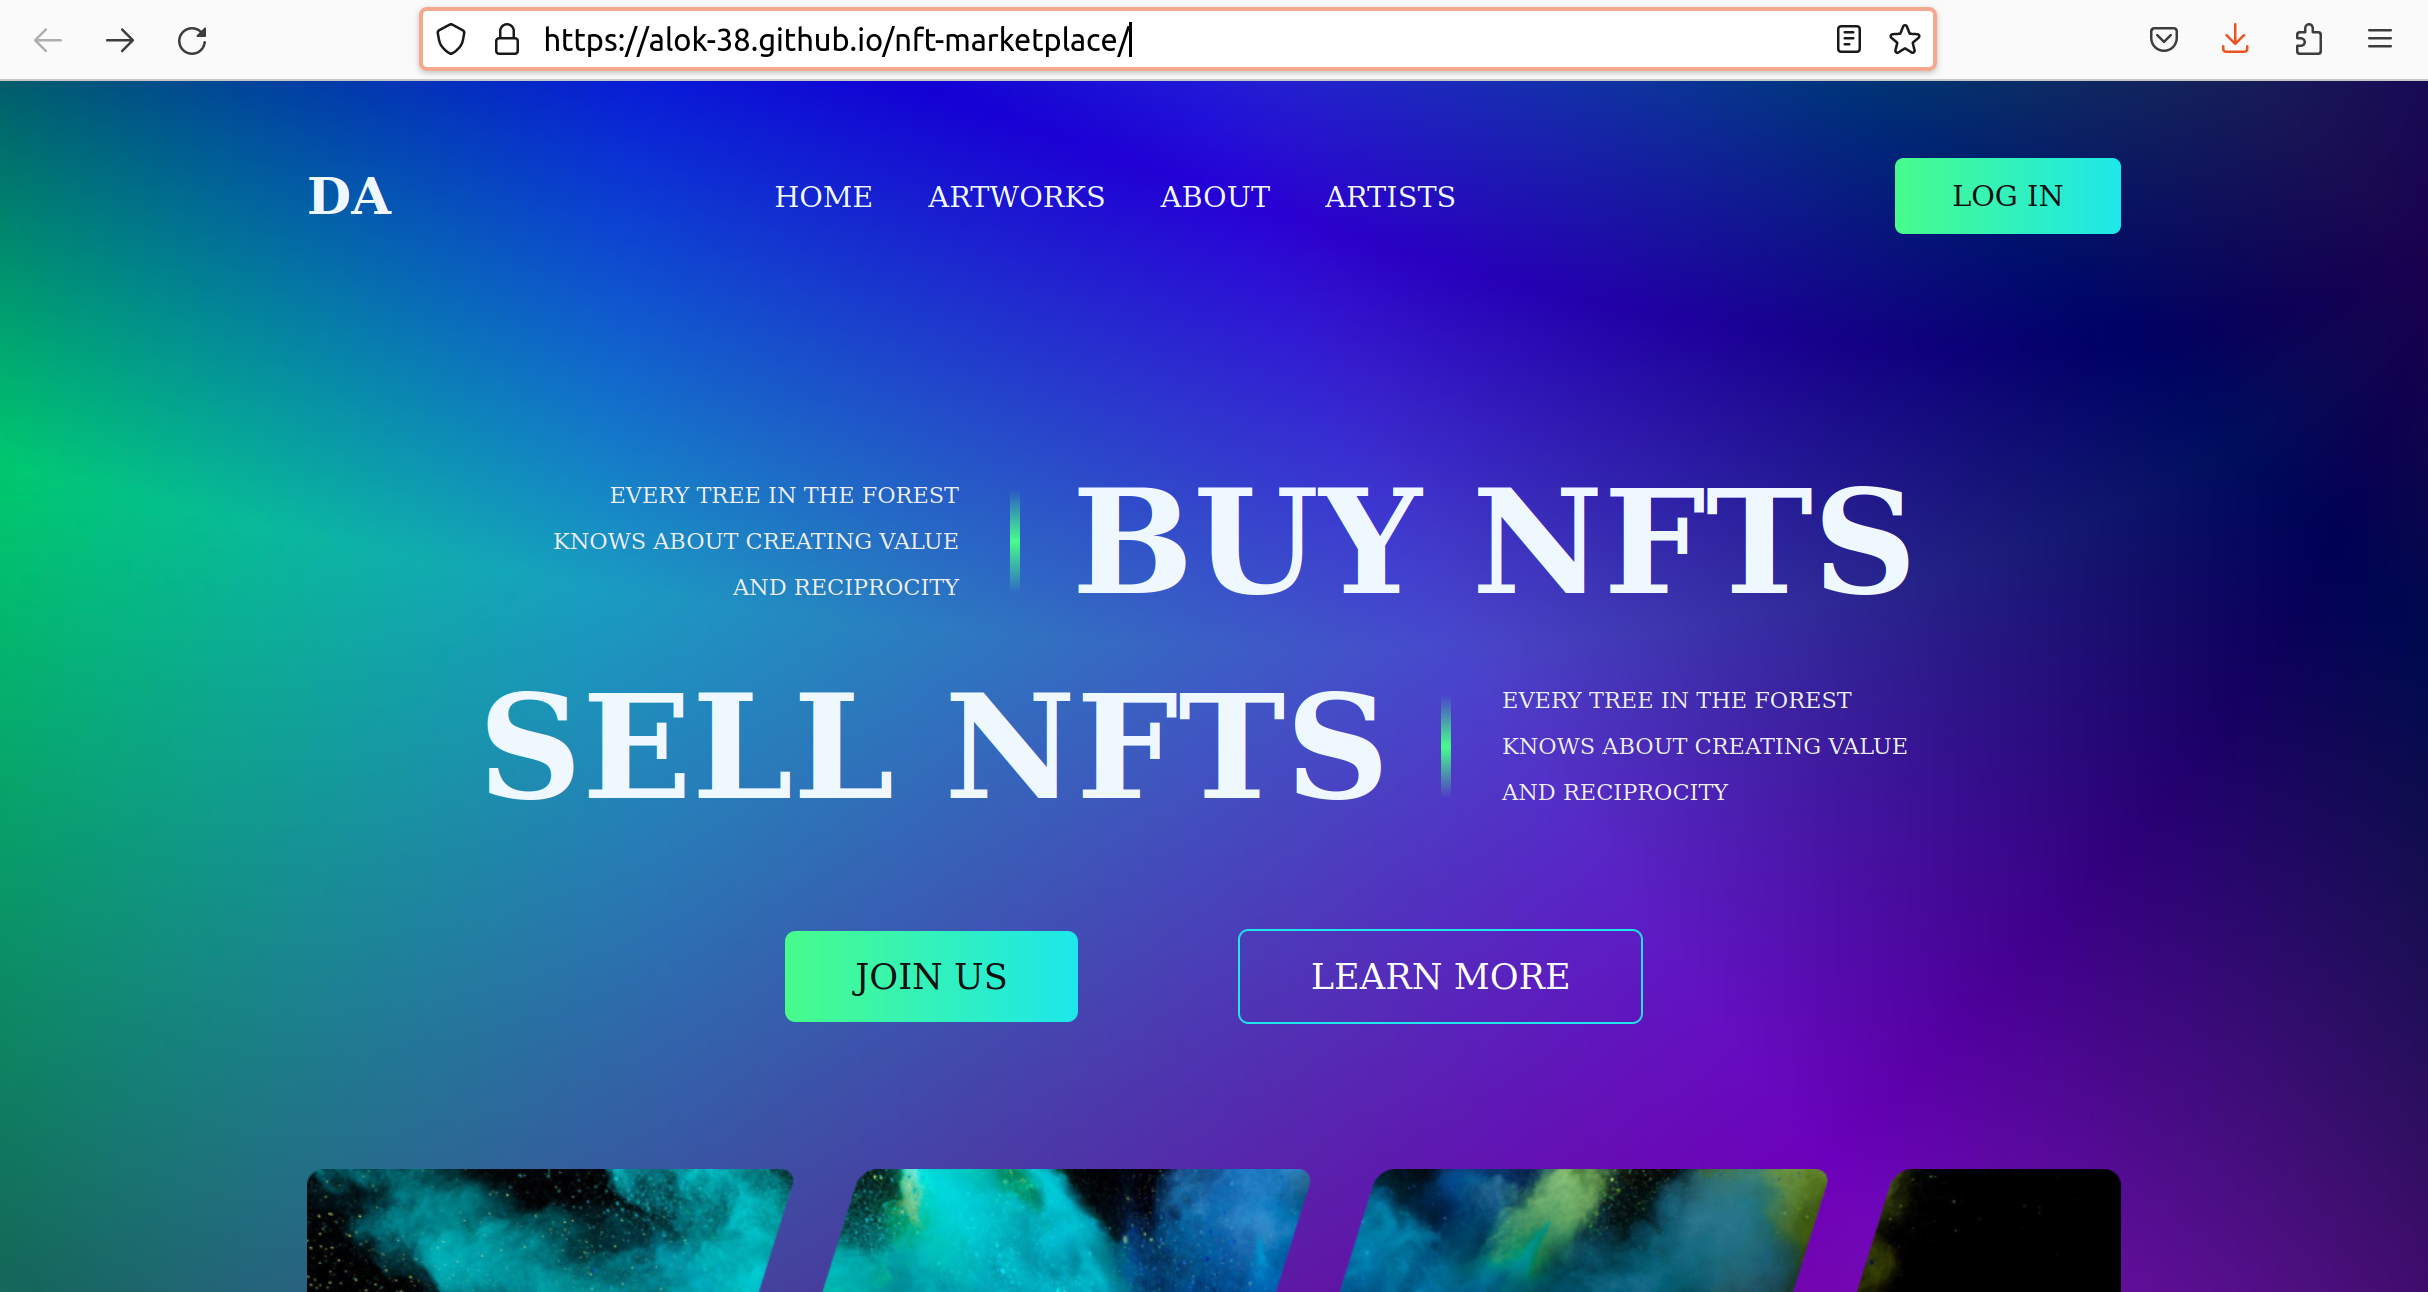 https://alok-38.github.io/nft-marketplace/
DA
HOME ARTWORKS ABOUT ARTISTS
LOG IN
EVERY TREE IN THE FOREST
KNOWS ABOUT CREATING VALUE
AND RECIPROCITY
BUY NFTS
SELL NFTS
EVERY TREE IN THE FOREST
KNOWS ABOUT CREATING VALUE
AND RECIPROCITY
JOIN US
LEARN MORE